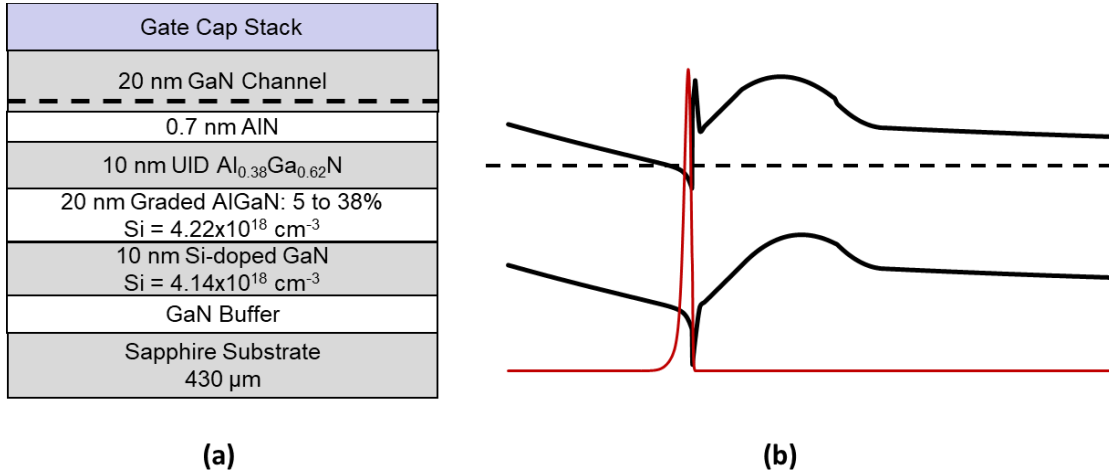 Gate Cap Stack
20 nm GaN Channel
0.7 nm AlN
10 nm UID Al0.38Ga0.62N
20 nm Graded AlGaN: 5 to 38%
Si = 4.22x10^18 cm^-3
10 nm Si-doped GaN
Si = 4.14x10^18 cm^-3
GaN Buffer
Sapphire Substrate
430 µm
(a)
(b)